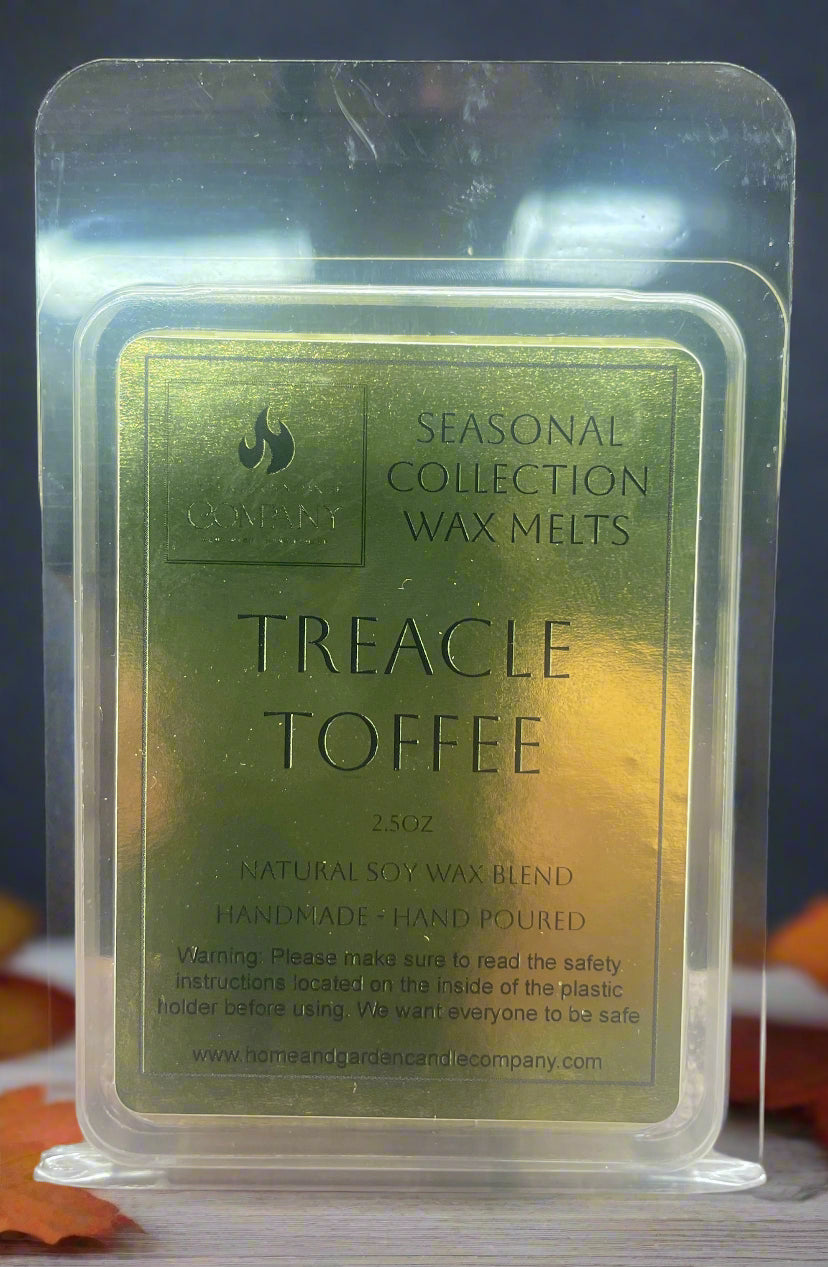 COMPANY
SEASONAL
COLLECTION
WAX MELTS
TREACLE
TOFFEE
2.5OZ
NATURAL SOY WAX BLEND
HANDMADE - HAND POURED
Warning: Please make sure to read the safety
instructions located on the inside of the plastic
holder before using. We want everyone to be safe
www.homeandgardencandlecompany.com